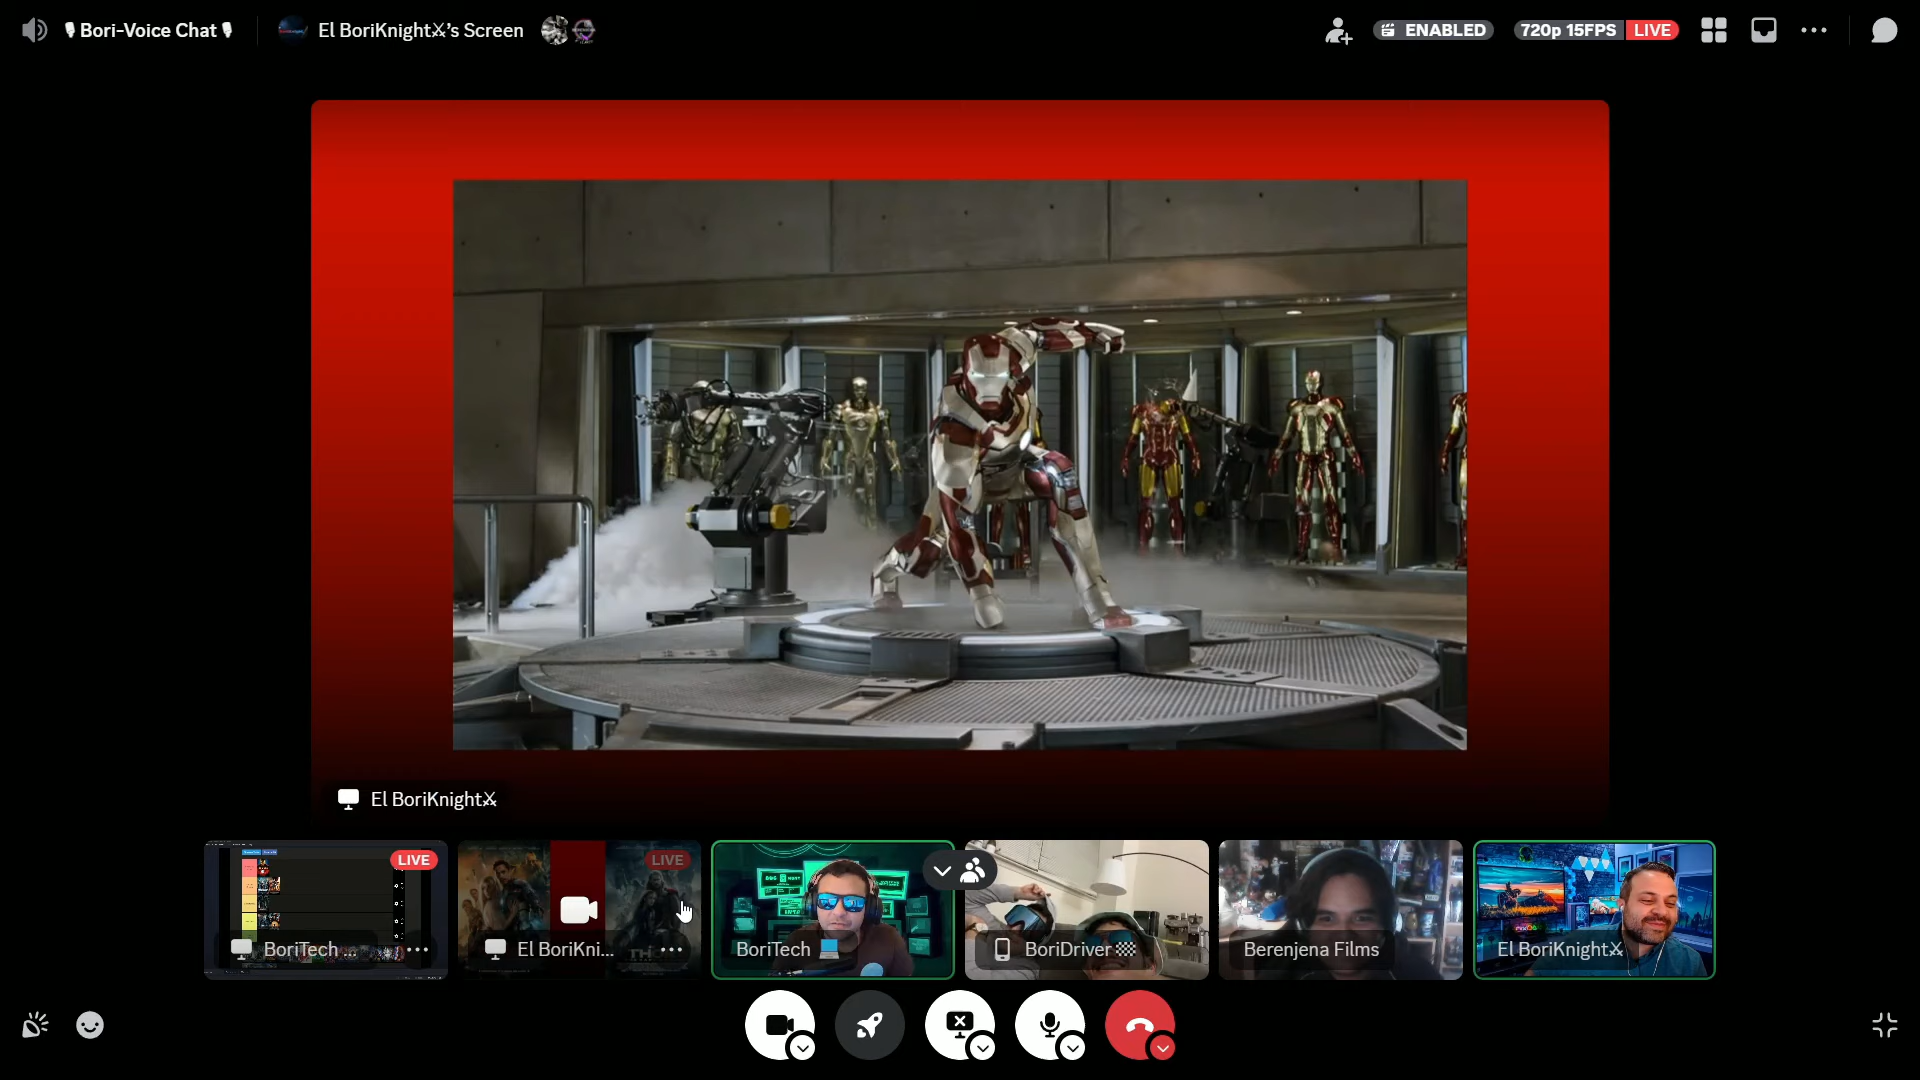 Bori-Voice Chat
El BoriKnight⚔'s Screen
ENABLED
720p 15FPS LIVE
El BoriKnight⚔
LIVE
BoriTech ...
LIVE
El BoriKni...
BoriTech
BoriDriver
Berenjena Films
El BoriKnight⚔